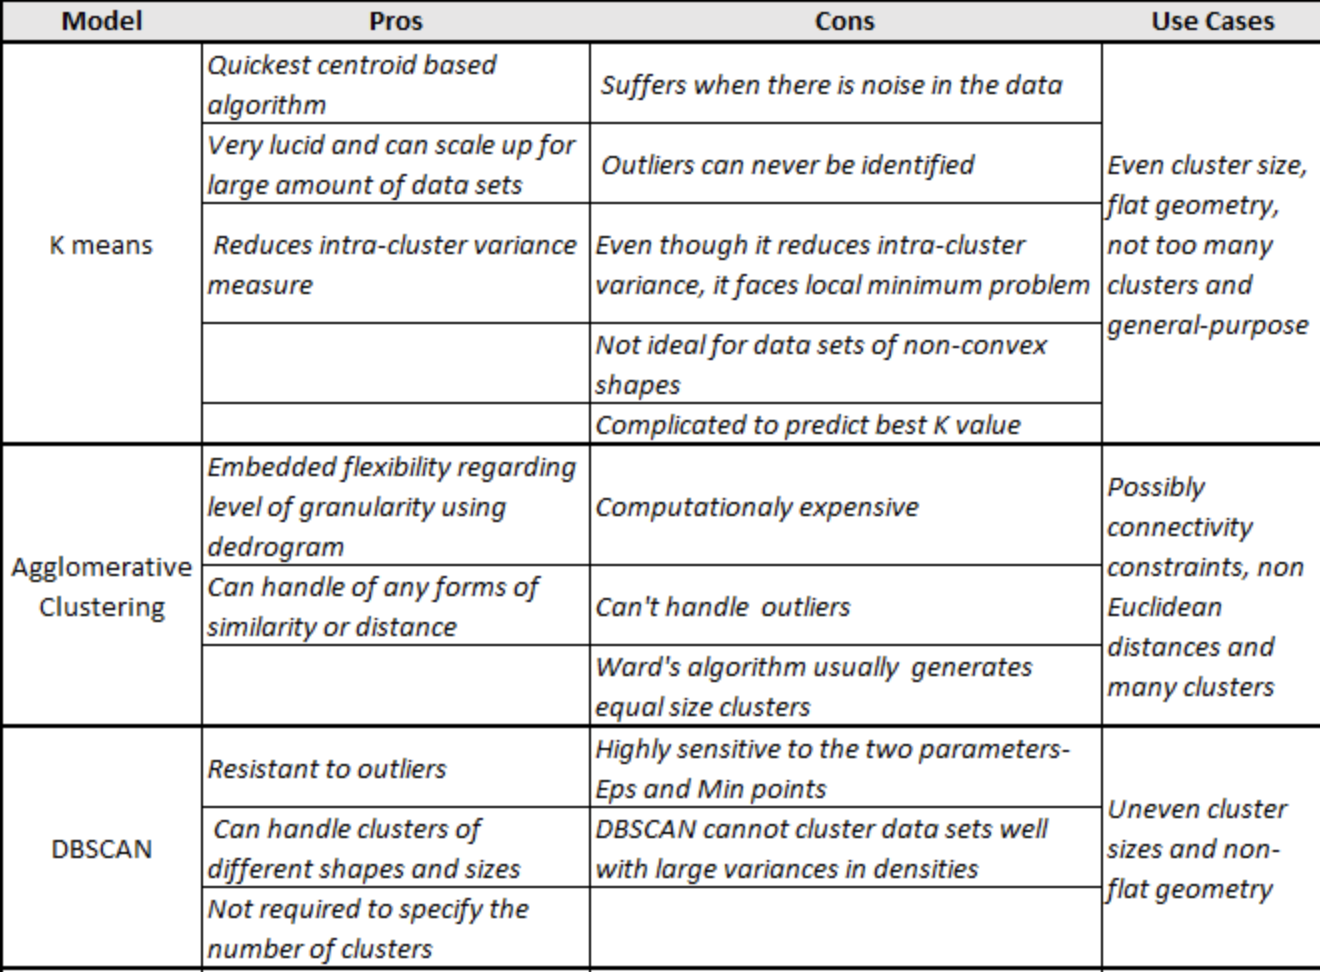 Model Pros Cons Use Cases
K means
Quickest centroid based
algorithm
Suffers when there is noise in the data
Very lucid and can scale up for
large amount of data sets
Outliers can never be identified
Reduces intra-cluster variance
measure
Even though it reduces intra-cluster
variance, it faces local minimum problem
Not ideal for data sets of non-convex
shapes
Complicated to predict best K value
Even cluster size,
flat geometry,
not too many
clusters and
general-purpose
Agglomerative
Clustering
Embedded flexibility regarding
level of granularity using
dedrogram
Computationaly expensive
Can handle of any forms of
similarity or distance
Can't handle  outliers
Ward's algorithm usually  generates
equal size clusters
Possibly
connectivity
constraints, non
Euclidean
distances and
many clusters
DBSCAN
Resistant to outliers
Highly sensitive to the two parameters-
Eps and Min points
Can handle clusters of
different shapes and sizes
DBSCAN cannot cluster data sets well
with large variances in densities
Not required to specify the
number of clusters
Uneven cluster
sizes and non-
flat geometry